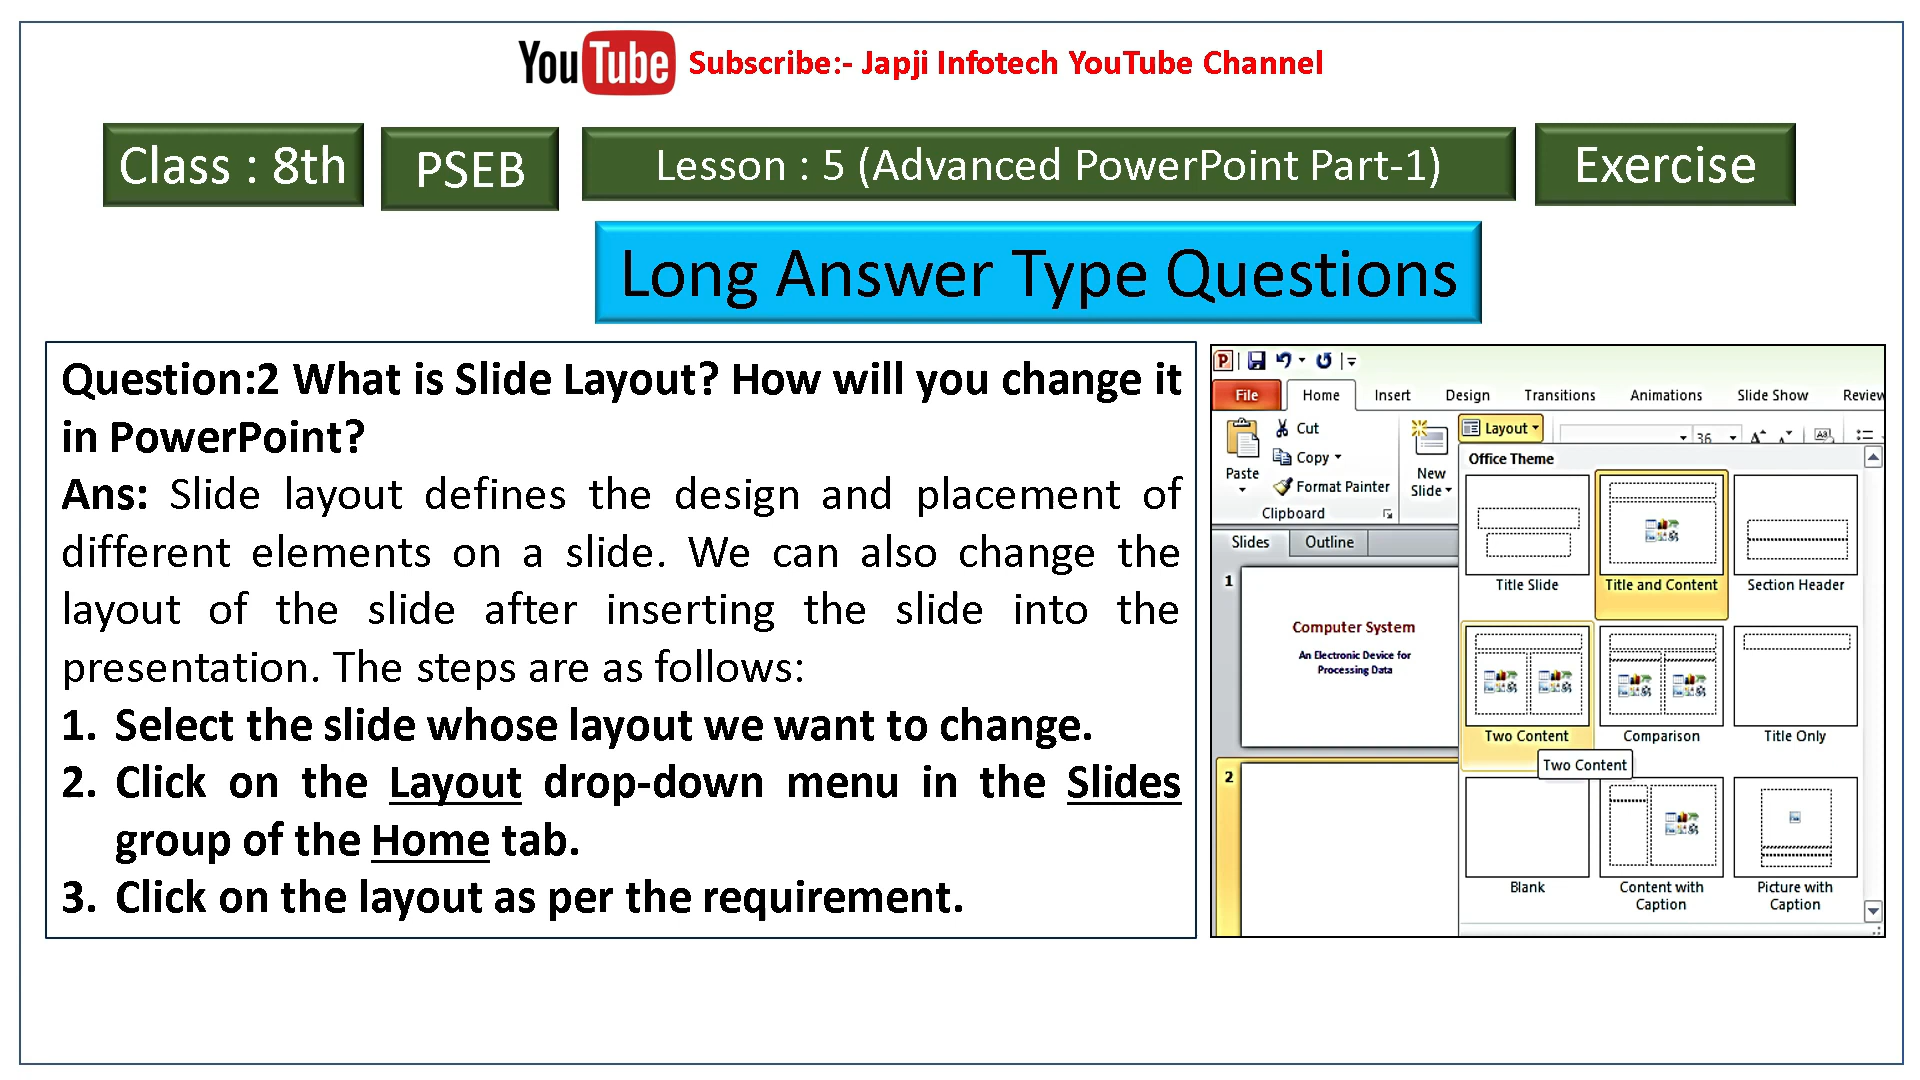 YouTube Subscribe:- Japji Infotech YouTube Channel
Class : 8th PSEB Lesson : 5 (Advanced PowerPoint Part-1) Exercise
Long Answer Type Questions
Question:2 What is Slide Layout? How will you change it
in PowerPoint?
Ans: Slide layout defines the design and placement of
different elements on a slide. We can also change the
layout of the slide after inserting the slide into the
presentation. The steps are as follows:
1. Select the slide whose layout we want to change.
2. Click on the Layout drop-down menu in the Slides
group of the Home tab.
3. Click on the layout as per the requirement.
P
File Home Insert Design Transitions Animations Slide Show Review
Paste
Cut
Copy
Format Painter
Clipboard
New
Slide
Layout
36
Office Theme
Title Slide Title and Content Section Header
Two Content Comparison Title Only
Two Content
Blank Content with
Caption
Picture with
Caption
Slides Outline
1
Computer System
An Electronic Device for
Processing Data
2